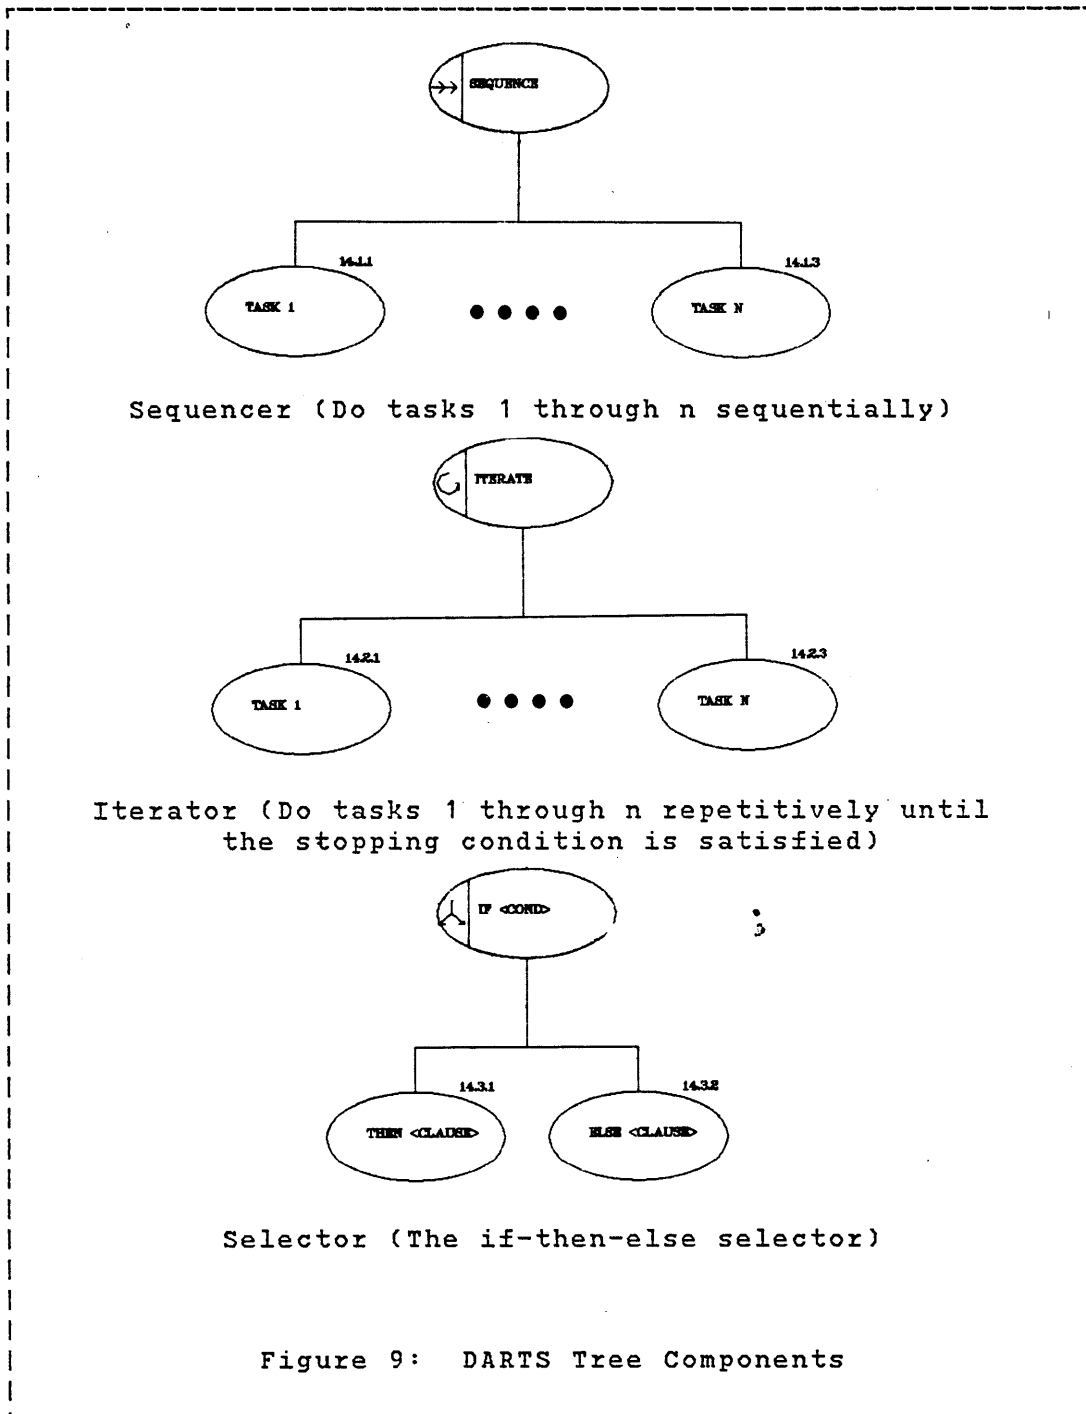 SEQUENCE
14.1.1
14.1.3
TASK 1
TASK N
Sequencer (Do tasks 1 through n sequentially)
ITERATE
14.2.1
14.2.3
TASK 1
TASK N
Iterator (Do tasks 1 through n repetitively until
the stopping condition is satisfied)
IF <COND>
14.3.1
14.3.2
THEN <CLAUSE>
ELSE <CLAUSE>
Selector (The if-then-else selector)
Figure 9: DARTS Tree Components